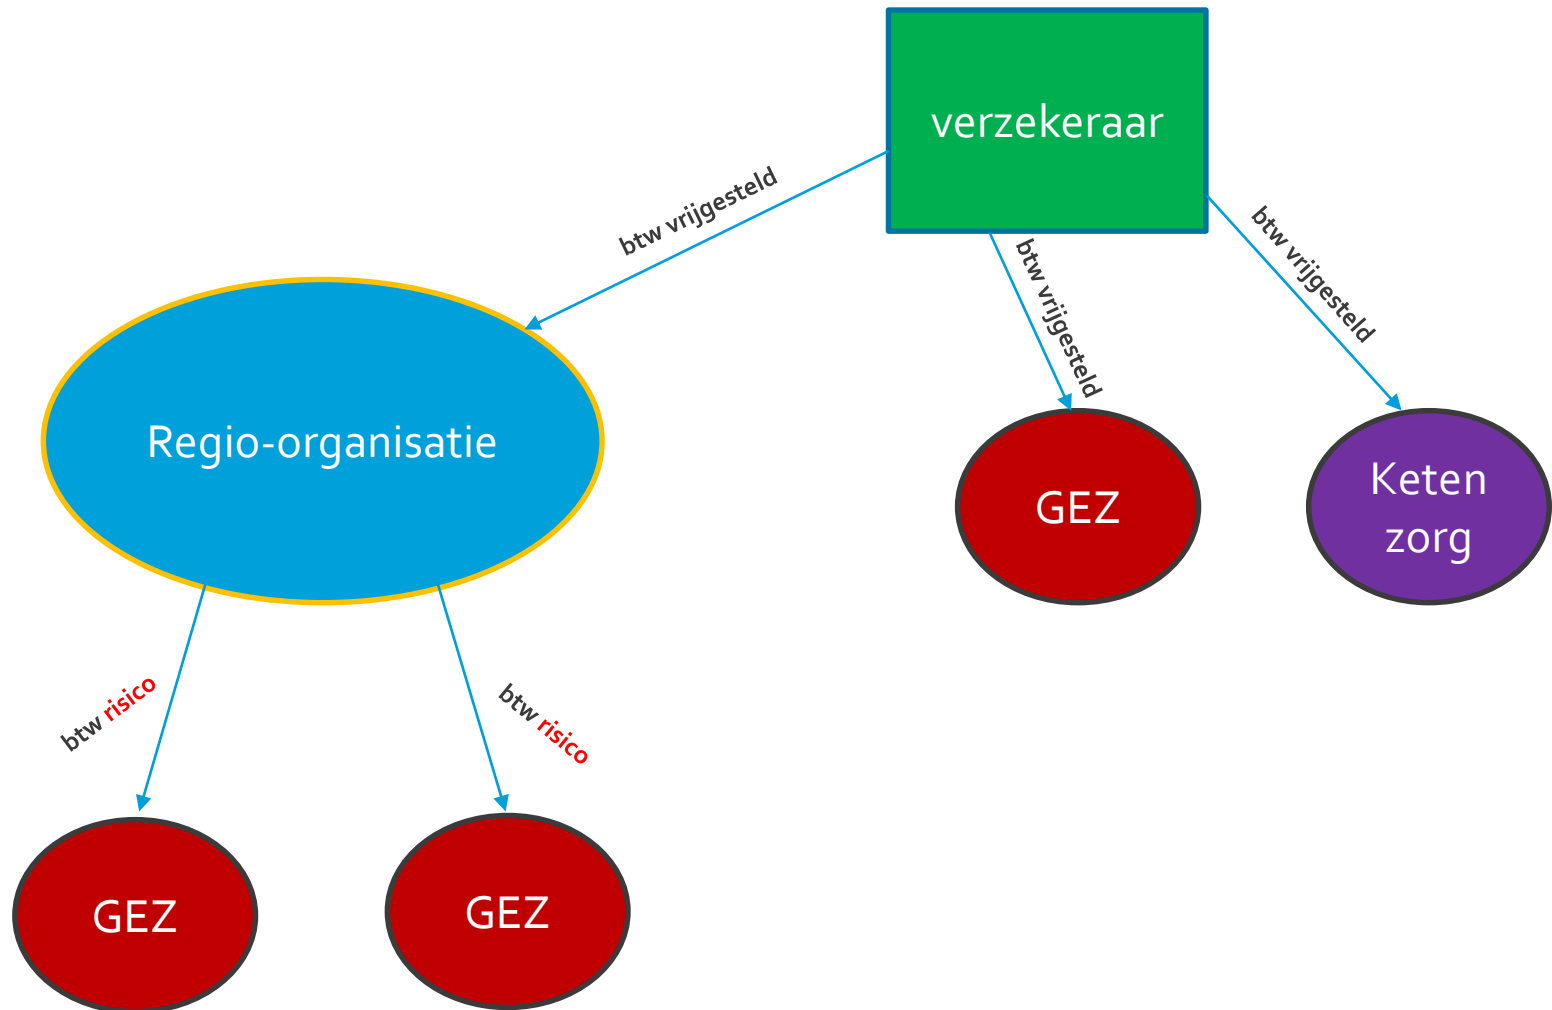 verzekeraar
btw vrijgesteld
btw vrijgesteld
btw vrijgesteld
Regio-organisatie
GEZ
Keten
zorg
btw risico
btw risico
GEZ
GEZ